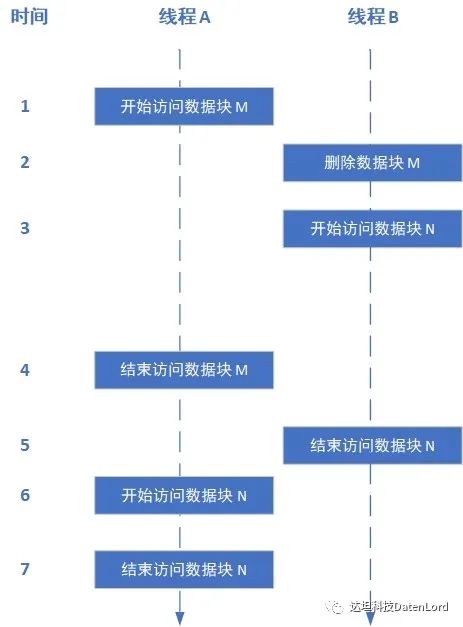 时间 线程A 线程B
1 开始访问数据块 M
2 删除数据块 M
3 开始访问数据块 N
4 结束访问数据块 M
5 结束访问数据块 N
6 开始访问数据块 N
7 结束访问数据块 N
达坦科技DatenLord